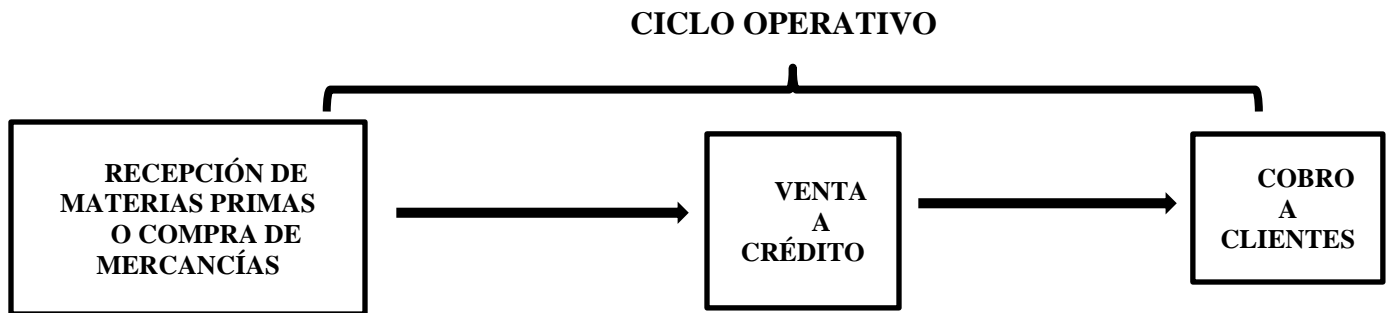 CICLO OPERATIVO
RECEPCIÓN DE
MATERIAS PRIMAS
O COMPRA DE
MERCANCÍAS
VENTA
A
CRÉDITO
COBRO
A
CLIENTES